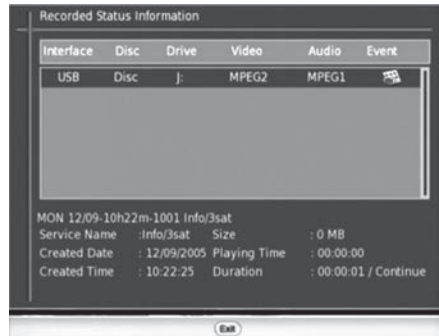 Recorded Status Information
Interface Disc Drive Video Audio Event
USB Disc J: MPEG2 MPEG1
MON 12/09-10h22m-1001 Info/3sat
Service Name :Info/3sat Size : 0 MB
Created Date : 12/09/2005 Playing Time : 00:00:00
Created Time : 10:22:25 Duration : 00:00:01 / Continue
Exit